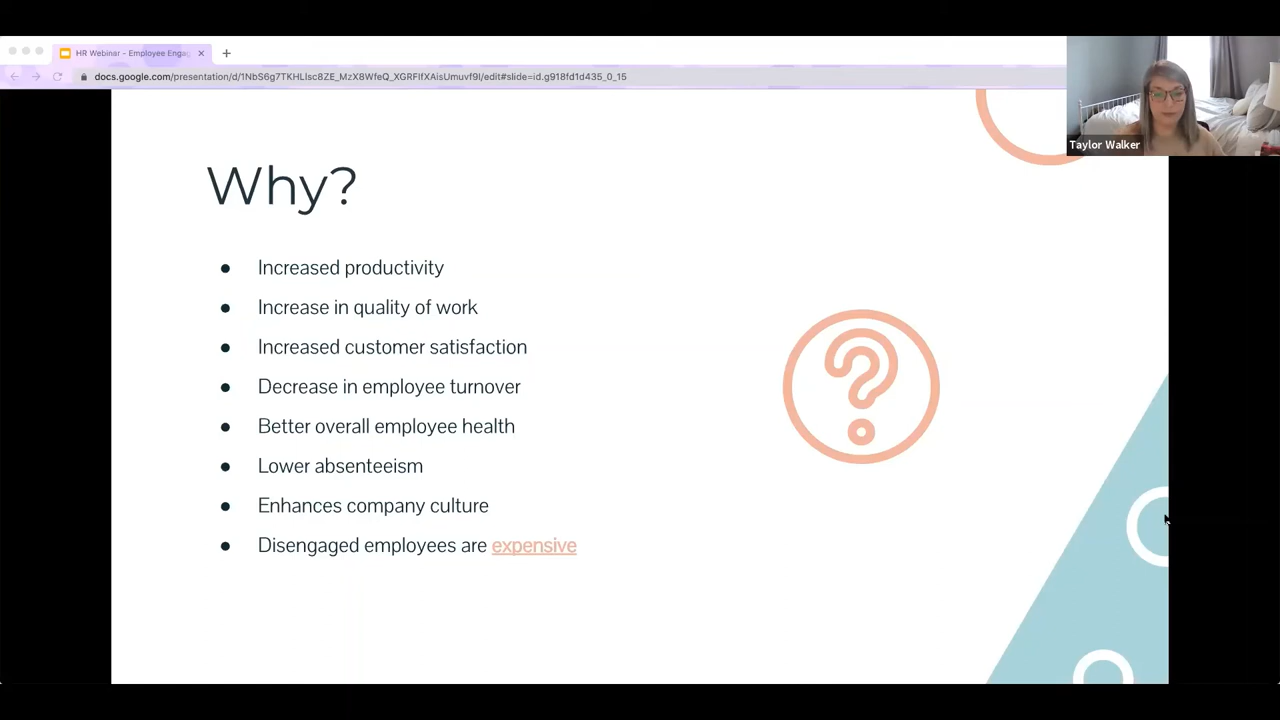 HR Webinar - Employee Engag
docs.google.com/presentation/d/1NbS6g7TKHLlsc8ZE_MzX8WfeQ_XGRFIfXAisUmuvf9I/edit#slide=id.g918fd1d435_0_15
Taylor Walker
Why?
● Increased productivity
● Increase in quality of work
● Increased customer satisfaction
● Decrease in employee turnover
● Better overall employee health
● Lower absenteeism
● Enhances company culture
● Disengaged employees are expensive